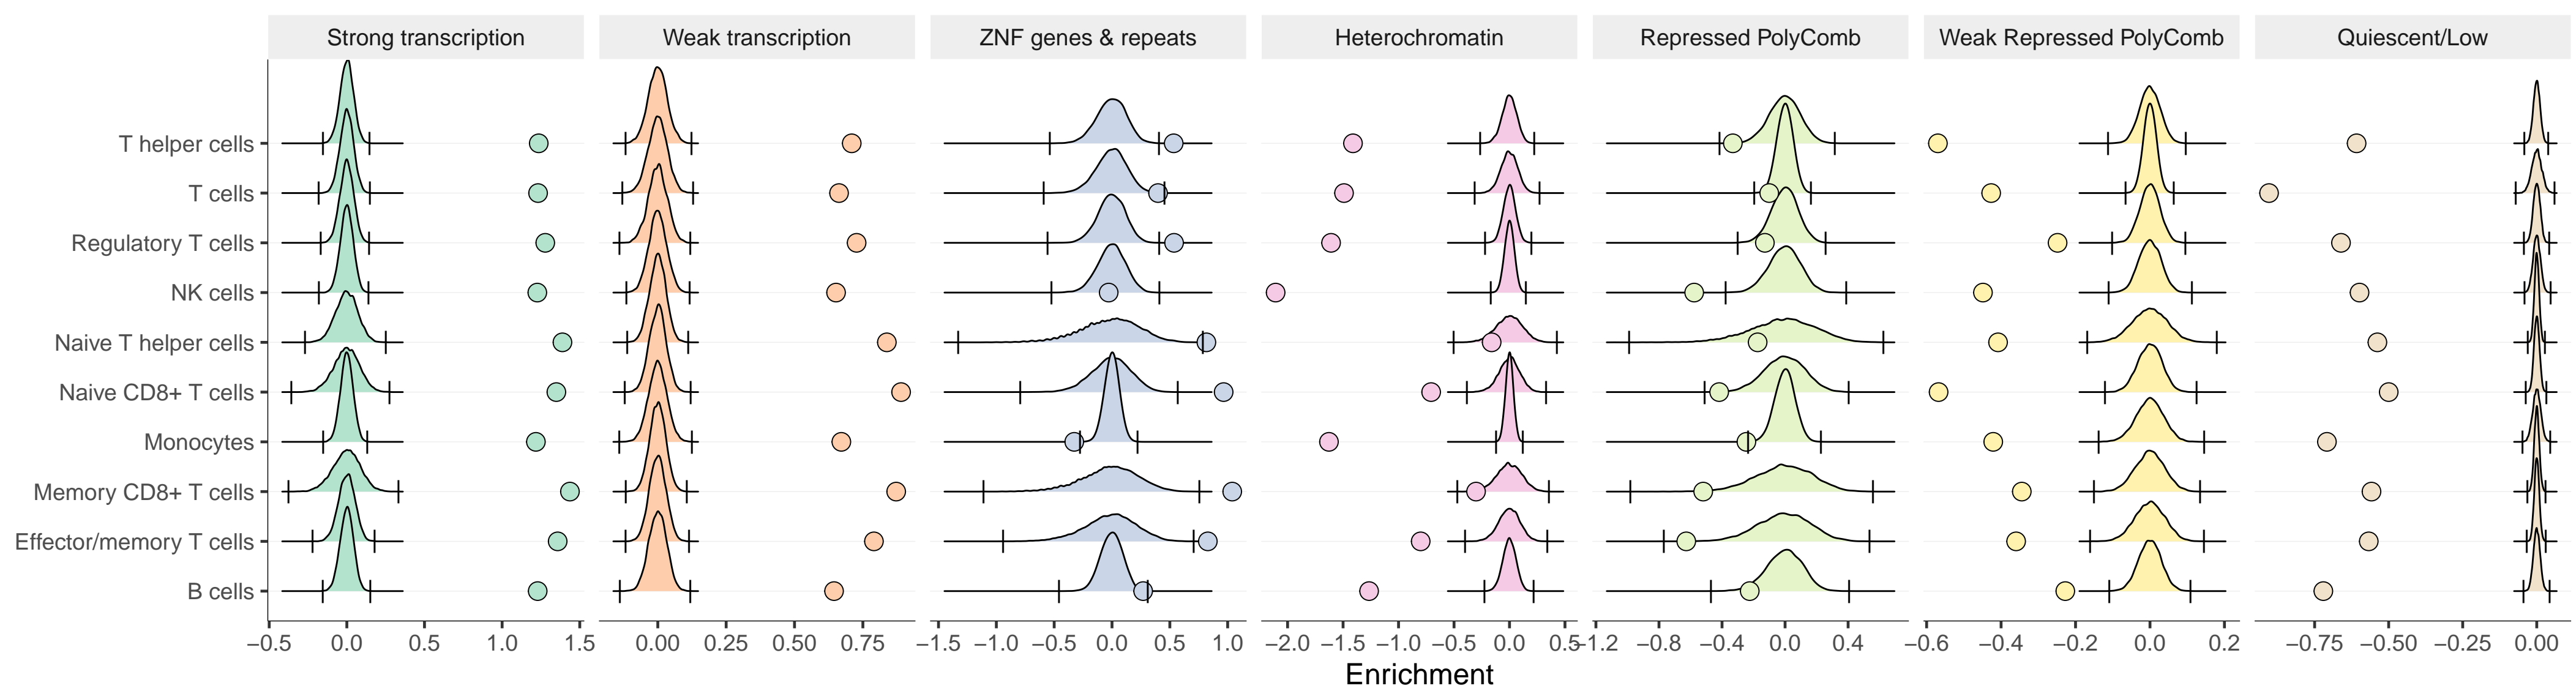 Strong transcription Weak transcription ZNF genes & repeats Heterochromatin Repressed PolyComb Weak Repressed PolyComb Quiescent/Low
T helper cells
T cells
Regulatory T cells
NK cells
Naive T helper cells
Naive CD8+ T cells
Monocytes
Memory CD8+ T cells
Effector/memory T cells
B cells
−0.5 0.0 0.5 1.0 1.5 0.00 0.25 0.50 0.75 −1.5 −1.0 −0.5 0.0 0.5 1.0 −2.0 −1.5 −1.0 −0.5 0.0 0.5 −1.2 −0.8 −0.4 0.0 0.4 −0.6 −0.4 −0.2 0.0 0.2 −0.75 −0.50 −0.25 0.00
Enrichment